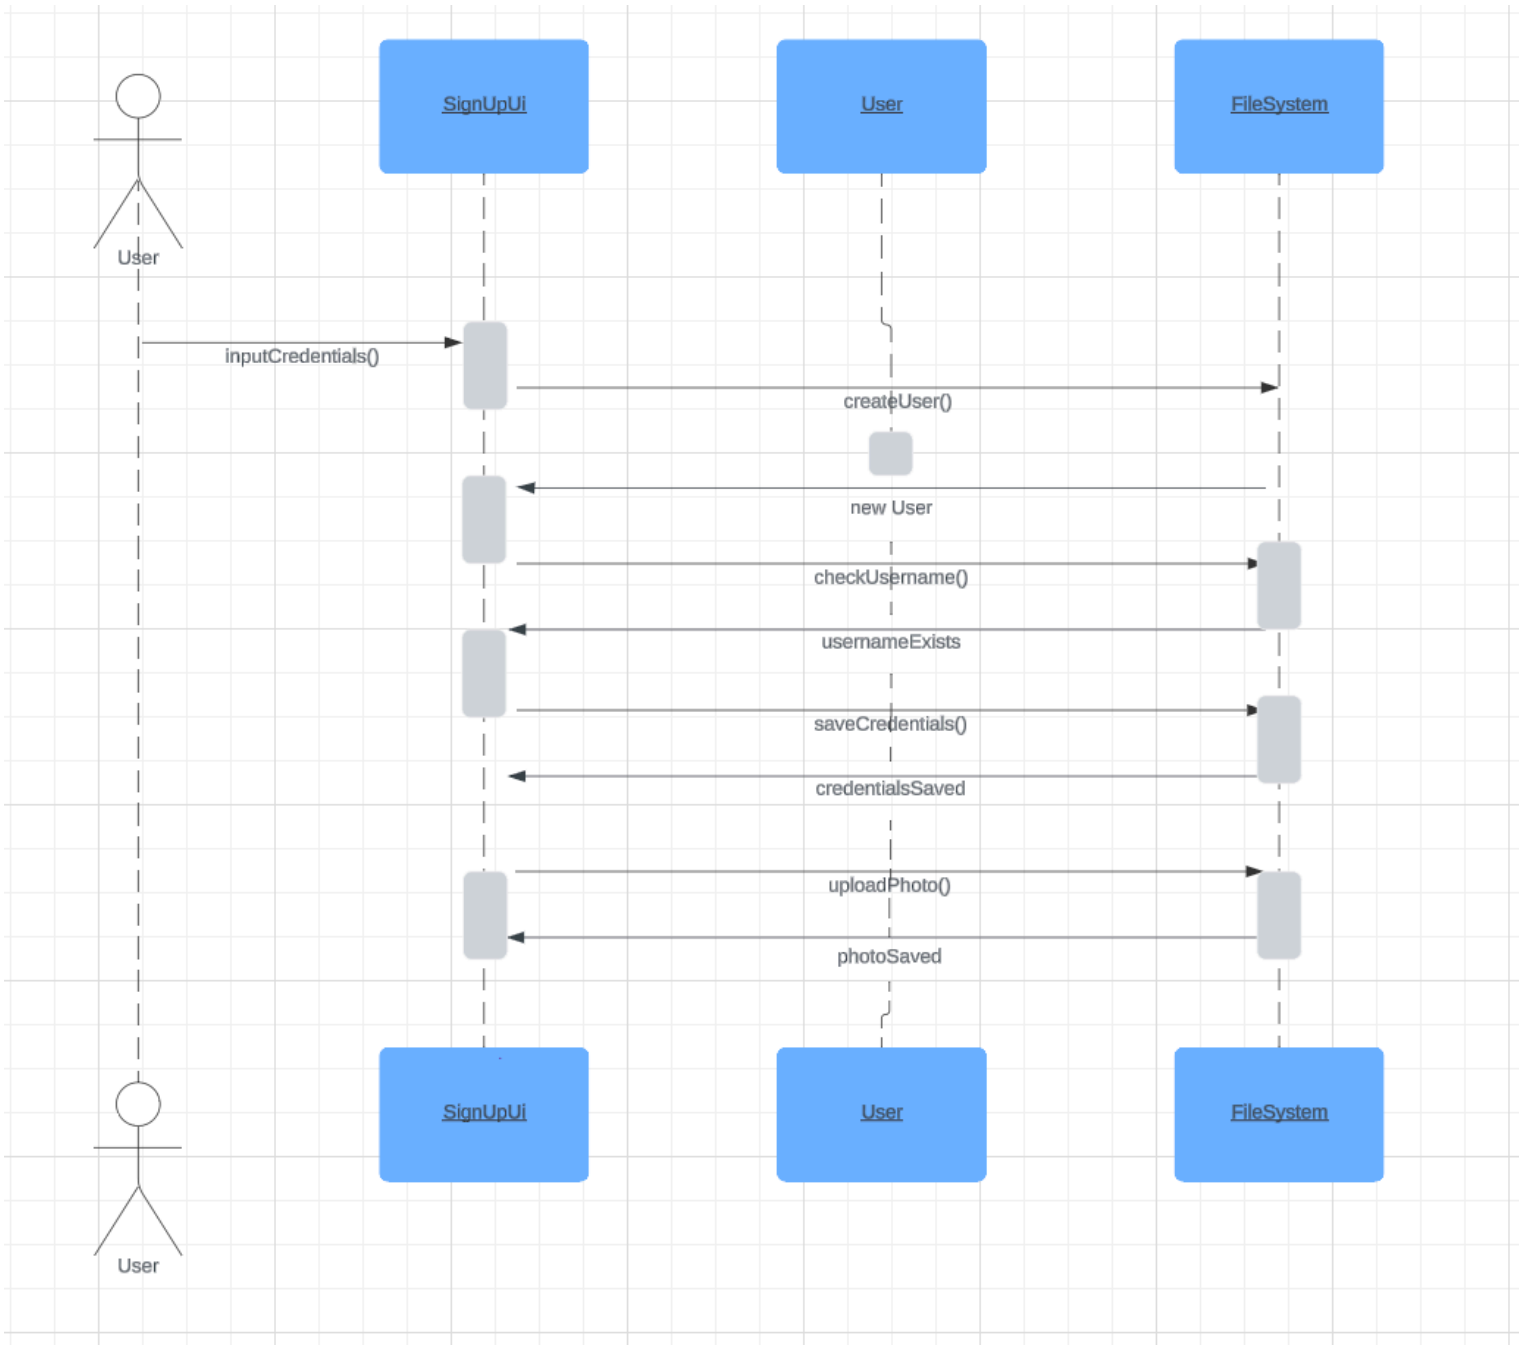 SignUpUi
User
FileSystem
User
inputCredentials()
createUser()
new User
checkUsername()
usernameExists
saveCredentials()
credentialsSaved
uploadPhoto()
photoSaved
SignUpUi
User
FileSystem
User